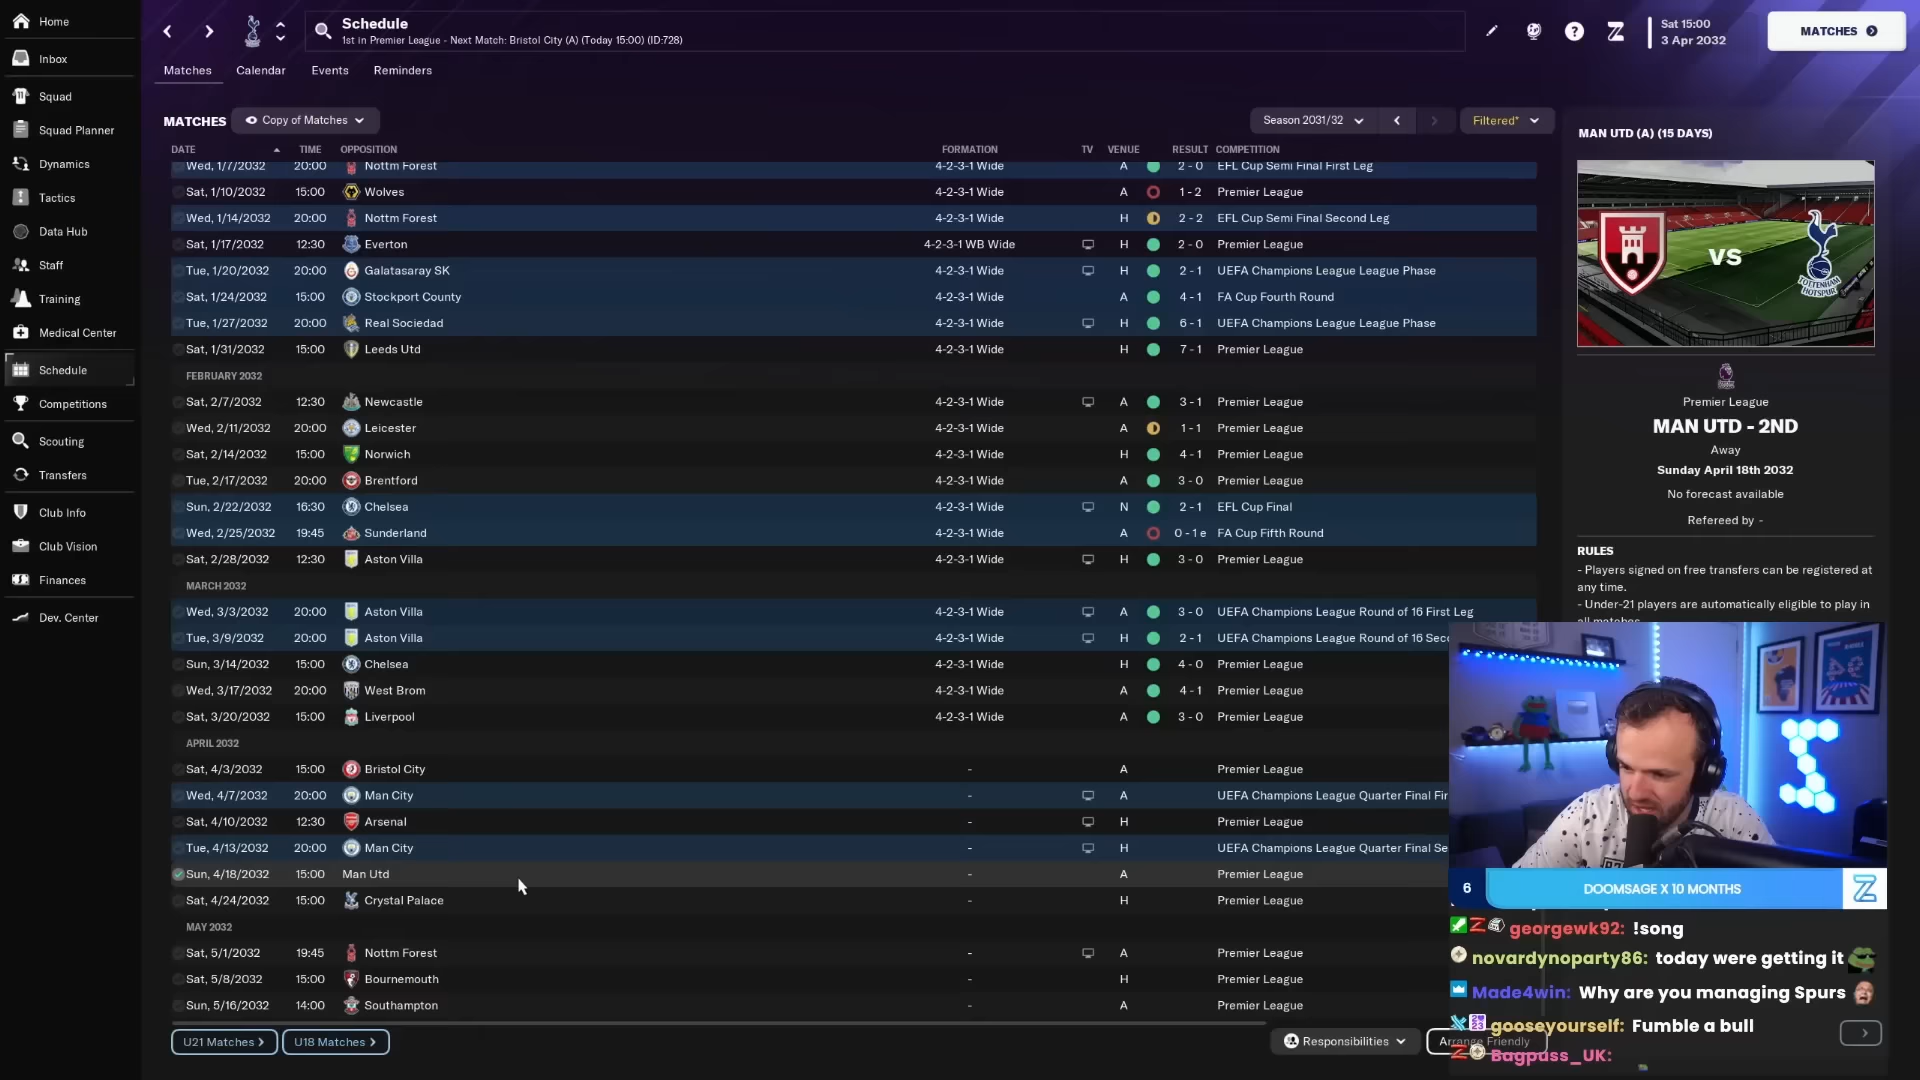 Home
Inbox
Squad
Squad Planner
Dynamics
Tactics
Data Hub
Staff
Training
Medical Center
Schedule
Competitions
Scouting
Transfers
Club Info
Club Vision
Finances
Dev. Center
Schedule
1st in Premier League - Next Match: Bristol City (A) (Today 15:00) (ID:728)
Sat 15:00
3 Apr 2032
MATCHES
Matches Calendar Events Reminders
MATCHES Copy of Matches Season 2031/32 Filtered*
DATE TIME OPPOSITION FORMATION TV VENUE RESULT COMPETITION
Wed, 1/7/2032 20:00 Nottm Forest 4-2-3-1 Wide A 2 - 0 EFL Cup Semi Final First Leg
Sat, 1/10/2032 15:00 Wolves 4-2-3-1 Wide A 1 - 2 Premier League
Wed, 1/14/2032 20:00 Nottm Forest 4-2-3-1 Wide H 2 - 2 EFL Cup Semi Final Second Leg
Sat, 1/17/2032 12:30 Everton 4-2-3-1 WB Wide H 2 - 0 Premier League
Tue, 1/20/2032 20:00 Galatasaray SK 4-2-3-1 Wide H 2 - 1 UEFA Champions League League Phase
Sat, 1/24/2032 15:00 Stockport County 4-2-3-1 Wide A 4 - 1 FA Cup Fourth Round
Tue, 1/27/2032 20:00 Real Sociedad 4-2-3-1 Wide H 6 - 1 UEFA Champions League League Phase
Sat, 1/31/2032 15:00 Leeds Utd 4-2-3-1 Wide H 7 - 1 Premier League
FEBRUARY 2032
Sat, 2/7/2032 12:30 Newcastle 4-2-3-1 Wide A 3 - 1 Premier League
Wed, 2/11/2032 20:00 Leicester 4-2-3-1 Wide A 1 - 1 Premier League
Sat, 2/14/2032 15:00 Norwich 4-2-3-1 Wide H 4 - 1 Premier League
Tue, 2/17/2032 20:00 Brentford 4-2-3-1 Wide A 3 - 0 Premier League
Sun, 2/22/2032 16:30 Chelsea 4-2-3-1 Wide N 2 - 1 EFL Cup Final
Wed, 2/25/2032 19:45 Sunderland 4-2-3-1 Wide A 0 - 1 e FA Cup Fifth Round
Sat, 2/28/2032 12:30 Aston Villa 4-2-3-1 Wide H 3 - 0 Premier League
MARCH 2032
Wed, 3/3/2032 20:00 Aston Villa 4-2-3-1 Wide A 3 - 0 UEFA Champions League Round of 16 First Leg
Tue, 3/9/2032 20:00 Aston Villa 4-2-3-1 Wide H 2 - 1 UEFA Champions League Round of 16 Seco
Sun, 3/14/2032 15:00 Chelsea 4-2-3-1 Wide H 4 - 0 Premier League
Wed, 3/17/2032 20:00 West Brom 4-2-3-1 Wide A 4 - 1 Premier League
Sat, 3/20/2032 15:00 Liverpool 4-2-3-1 Wide A 3 - 0 Premier League
APRIL 2032
Sat, 4/3/2032 15:00 Bristol City - A Premier League
Wed, 4/7/2032 20:00 Man City - A UEFA Champions League Quarter Final Fir
Sat, 4/10/2032 12:30 Arsenal - H Premier League
Tue, 4/13/2032 20:00 Man City - H UEFA Champions League Quarter Final Se
Sun, 4/18/2032 15:00 Man Utd - A Premier League
Sat, 4/24/2032 15:00 Crystal Palace - H Premier League
MAY 2032
Sat, 5/1/2032 19:45 Nottm Forest - A Premier League
Sat, 5/8/2032 15:00 Bournemouth - H Premier League
Sun, 5/16/2032 14:00 Southampton - A Premier League
U21 Matches U18 Matches Responsibilities Arrange Friendly
MAN UTD (A) (15 DAYS)
VS
TOTTENHAM
HOTSPUR
Premier League
MAN UTD - 2ND
Away
Sunday April 18th 2032
No forecast available
Refereed by -
RULES
- Players signed on free transfers can be registered at
any time.
- Under-21 players are automatically eligible to play in
all matches
6 DOOMSAGE X 10 MONTHS
georgewk92: !song
novardynoparty86: today were getting it
Made4win: Why are you managing Spurs
gooseyourself: Fumble a bull
Bagpuss_UK: